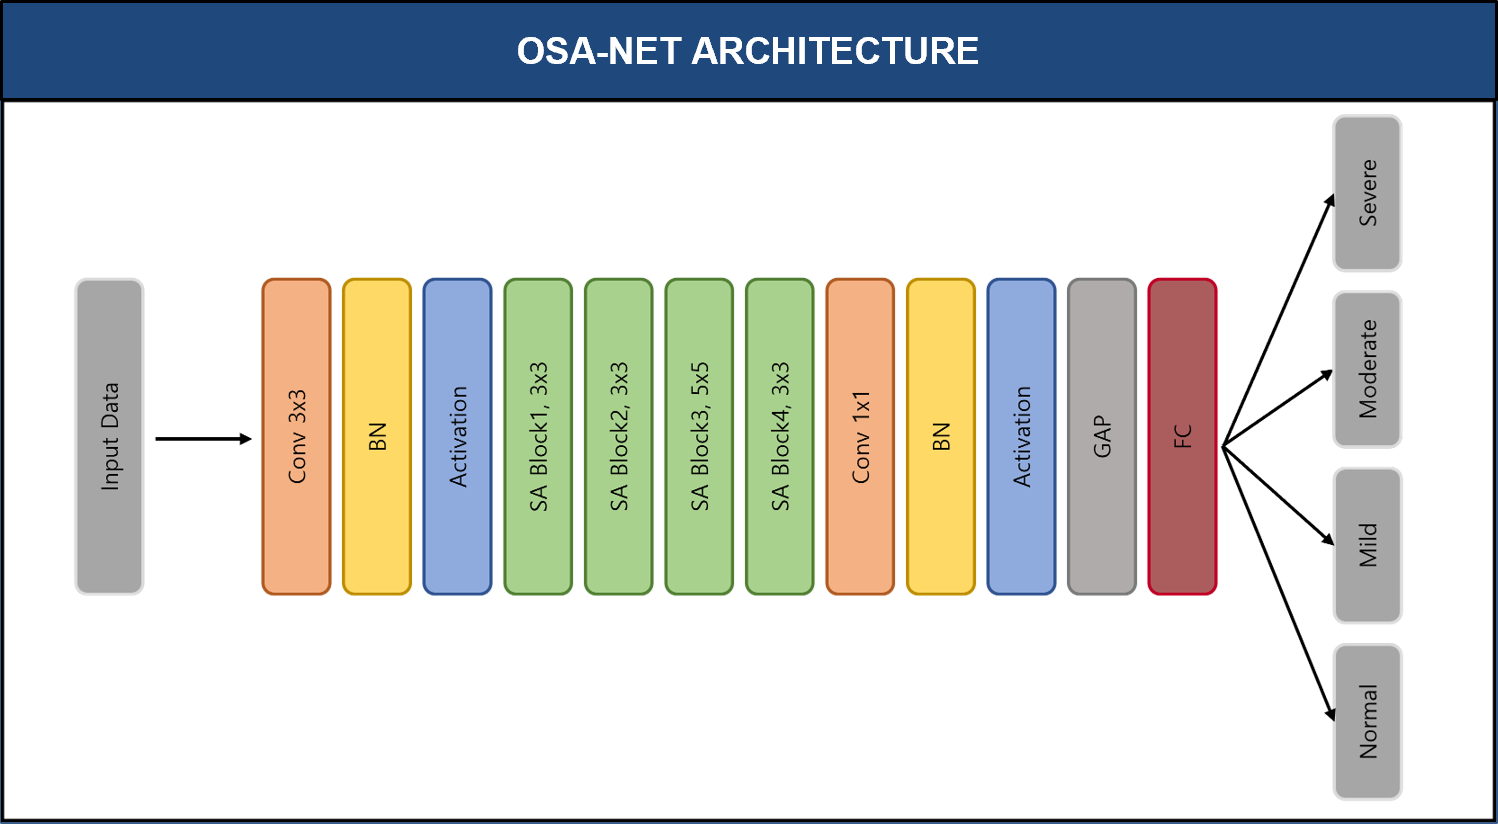 OSA-NET ARCHITECTURE
Input Data
Conv 3x3
BN
Activation
SA Block1, 3x3
SA Block2, 3x3
SA Block3, 5x5
SA Block4, 3x3
Conv 1x1
BN
Activation
GAP
FC
Severe
Moderate
Mild
Normal